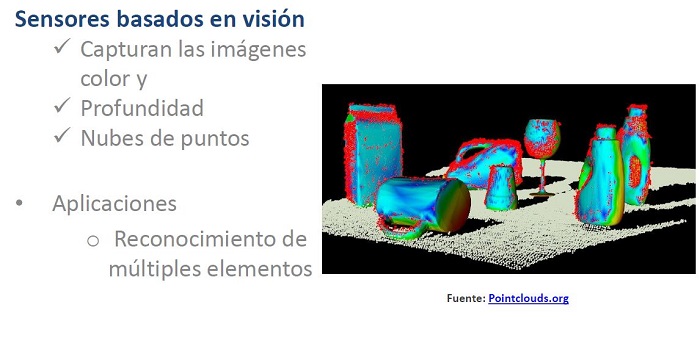 Sensores basados en visión
✓ Capturan las imágenes
color y
✓ Profundidad
✓ Nubes de puntos
• Aplicaciones
o Reconocimiento de
múltiples elementos
Fuente: Pointclouds.org